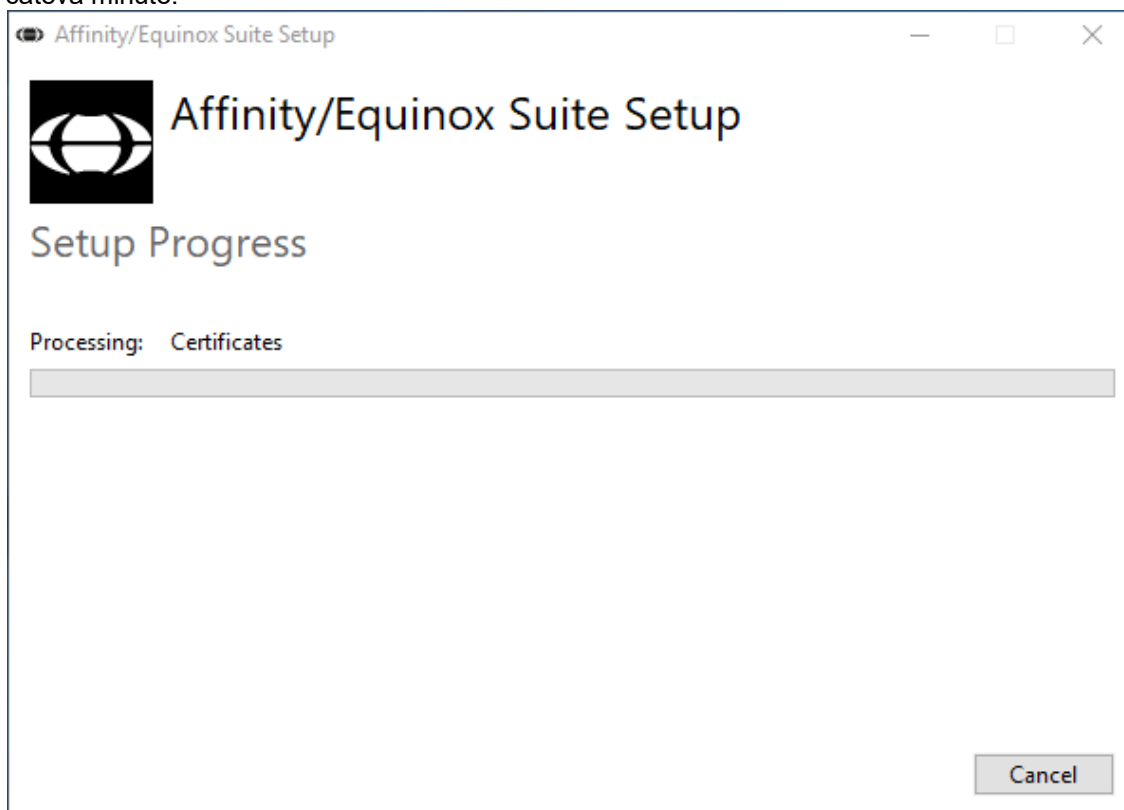 Affinity/Equinox Suite Setup
Affinity/Equinox Suite Setup
Setup Progress
Processing: Certificates
Cancel